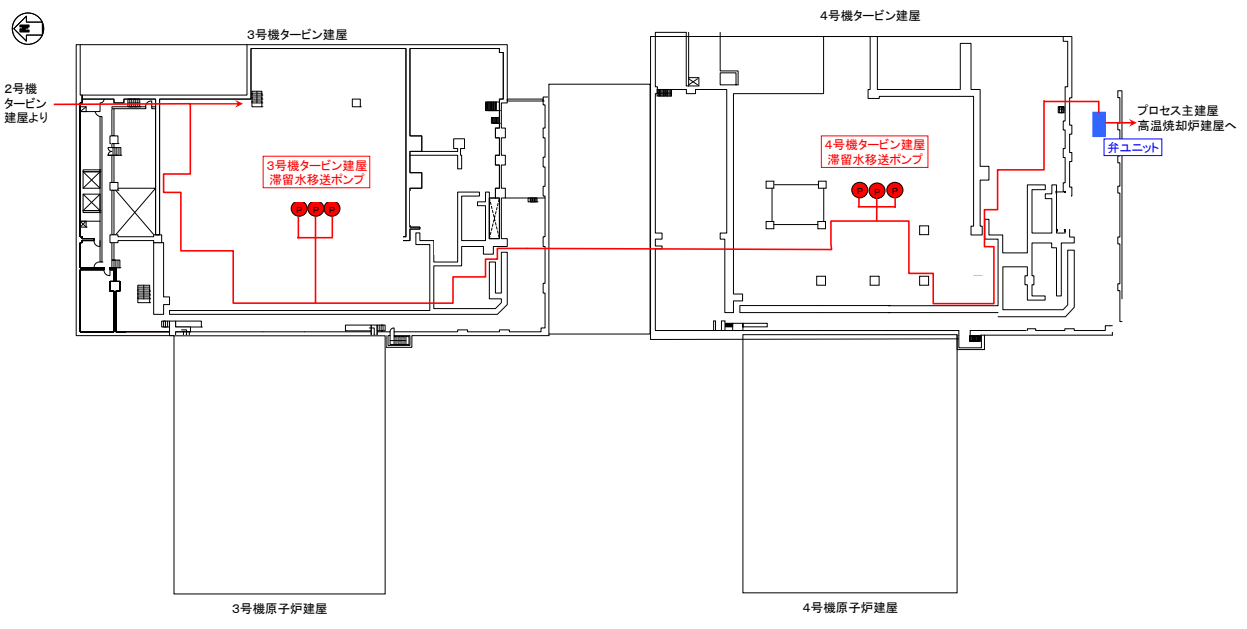 N
3号機タービン建屋
4号機タービン建屋
2号機
タービン
建屋より
プロセス主建屋
高温焼却炉建屋へ
弁ユニット
3号機タービン建屋
滞留水移送ポンプ
P P P
4号機タービン建屋
滞留水移送ポンプ
P P P
3号機原子炉建屋
4号機原子炉建屋